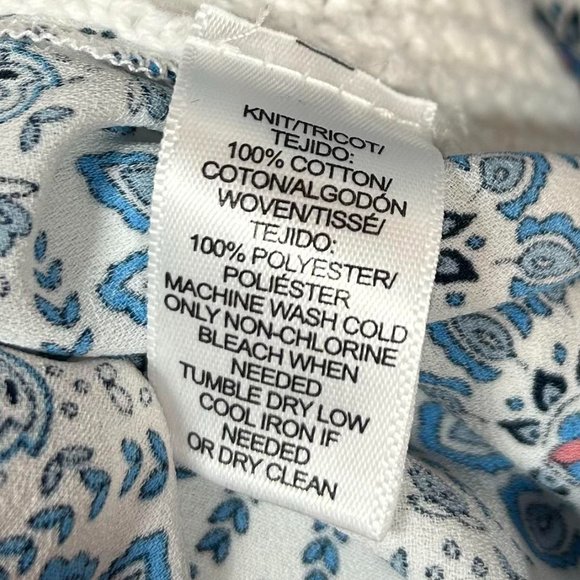 KNIT/TRICOT/
TEJIDO:
100% COTTON/
COTON/ALGODÓN
WOVEN/TISSÉ/
TEJIDO:
100% POLYESTER/
POLIÉSTER
MACHINE WASH COLD
ONLY NON-CHLORINE
BLEACH WHEN
NEEDED
TUMBLE DRY LOW
COOL IRON IF
NEEDED
OR DRY CLEAN